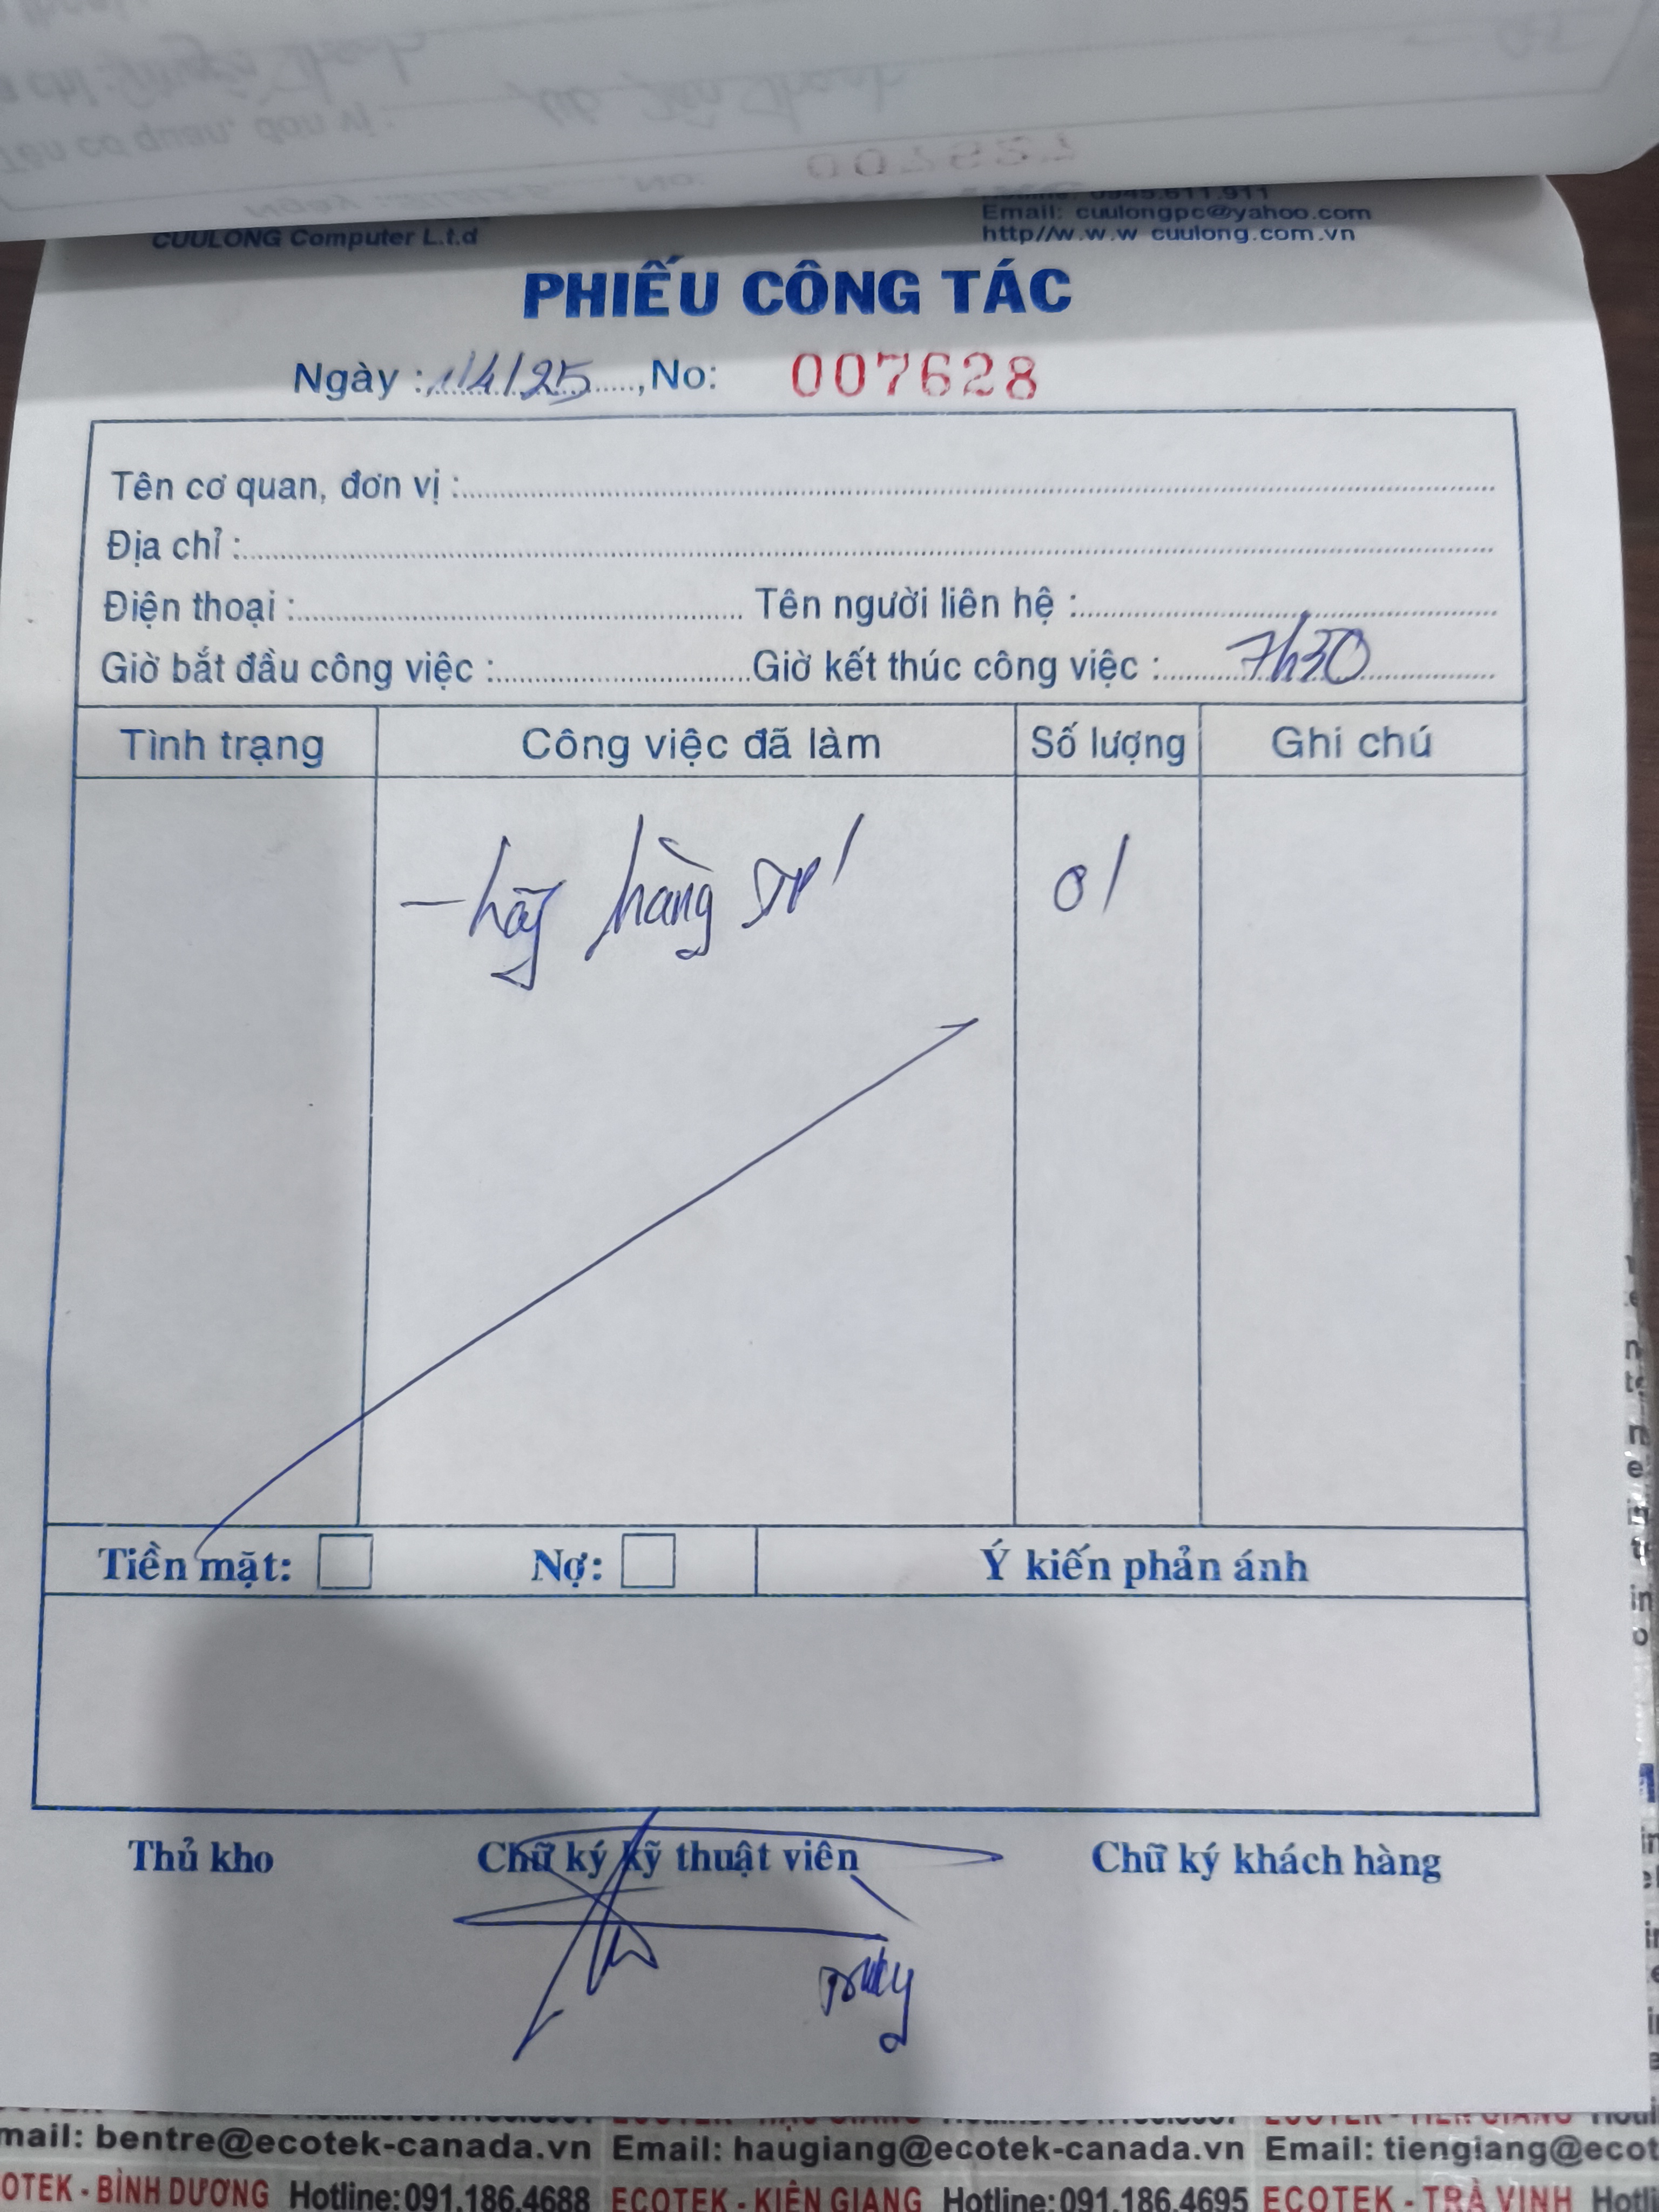 CUULONG Computer L.t.d
Email: cuulongpc@yahoo.com
http//w.w.w cuulong.com.vn
PHIẾU CÔNG TÁC
Ngày : 1/4/25, No: 007628
Tên cơ quan, đơn vị :
Địa chỉ :
Điện thoại : Tên người liên hệ :
Giờ bắt đầu công việc : Giờ kết thúc công việc : 7h30
Tình trạng Công việc đã làm Số lượng Ghi chú
- hàng 01
Tiền mặt: Nợ: Ý kiến phản ánh
Thủ kho Chữ ký kỹ thuật viên Chữ ký khách hàng
mail: bentre@ecotek-canada.vn Email: haugiang@ecotek-canada.vn Email: tiengiang@ecot
OTEK - BÌNH DƯƠNG Hotline: 091.186.4688 ECOTEK - KIÊN GIANG Hotline: 091.186.4695 ECOTEK - TRÀ VINH Hotli